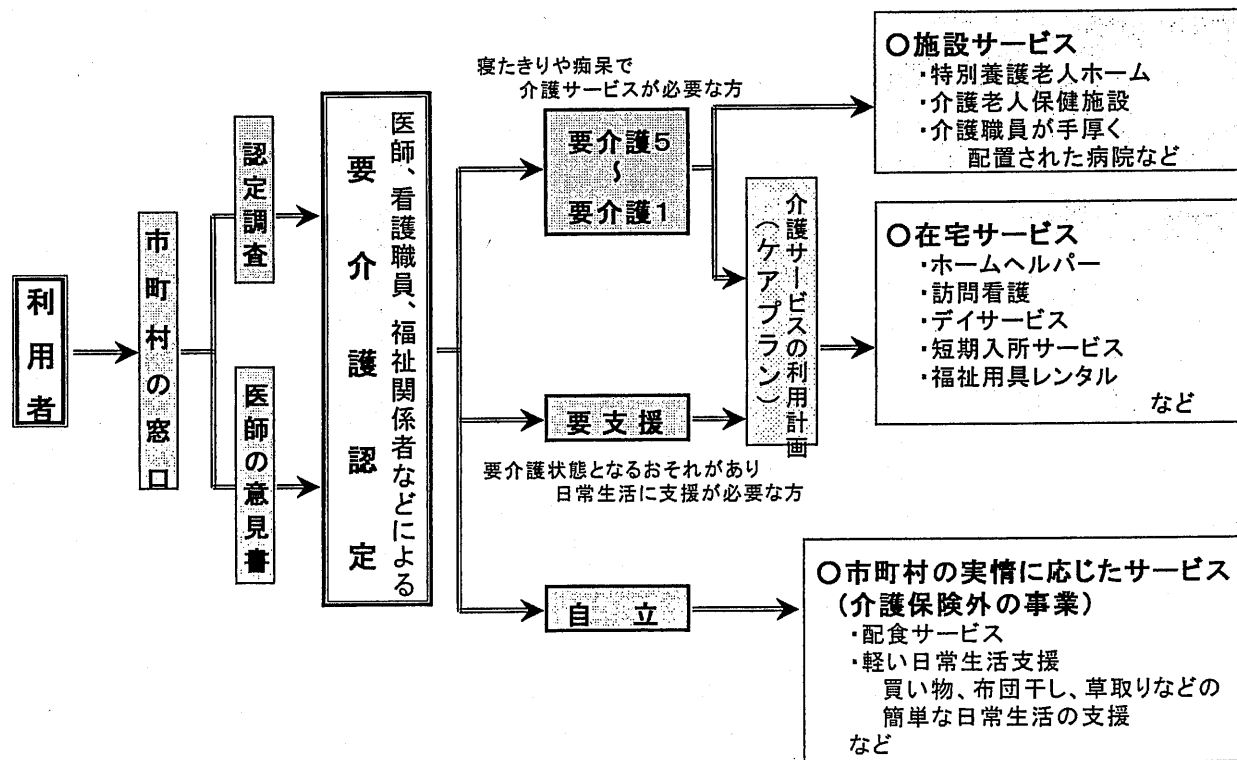 利用者
市町村の窓口
認定調査
医師の意見書
医師、看護職員、福祉関係者などによる
要介護認定
寝たきりや痴呆で
介護サービスが必要な方
要介護5
~
要介護1
要支援
要介護状態となるおそれがあり
日常生活に支援が必要な方
自立
介護サービスの利用計画
(ケアプラン)
○施設サービス
・特別養護老人ホーム
・介護老人保健施設
・介護職員が手厚く
配置された病院など
○在宅サービス
・ホームヘルパー
・訪問看護
・デイサービス
・短期入所サービス
・福祉用具レンタル
など
○市町村の実情に応じたサービス
(介護保険外の事業)
・配食サービス
・軽い日常生活支援
買い物、布団干し、草取りなどの
簡単な日常生活の支援
など